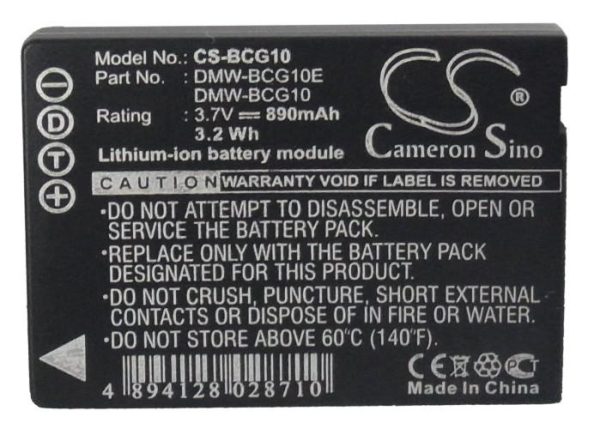 Model No.: CS-BCG10
Part No. : DMW-BCG10E
DMW-BCG10
Rating : 3.7V ⎓ 890mAh
3.2 Wh
Lithium-ion battery module
CS®
Cameron Sino
D
T
CAUTION WARRANTY VOID IF LABEL IS REMOVED
•DO NOT ATTEMPT TO DISASSEMBLE, OPEN OR
SERVICE THE BATTERY PACK.
•REPLACE ONLY WITH THE BATTERY PACK
DESIGNATED FOR THIS EQUIPMENT.
•DO NOT CRUSH, PUNCTURE, SHORT EXTERNAL
CONTACTS OR DISPOSE OF IN FIRE OR WATER.
•DO NOT STORE ABOVE 60°C (140°F).
4 894128 028710
CE PCT
Made In China